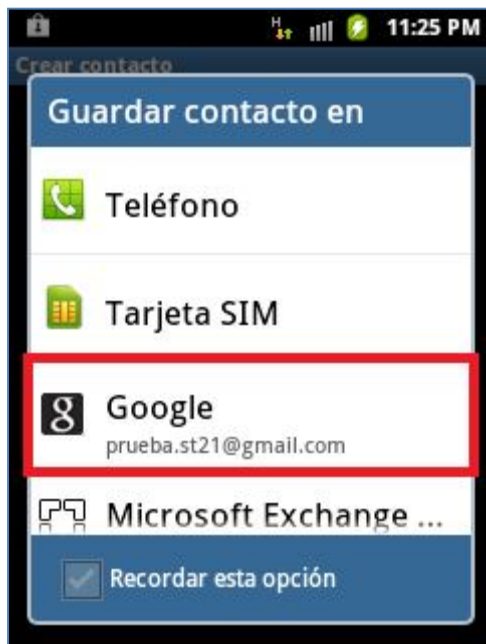 H
11:25 PM
Crear contacto
Guardar contacto en
Teléfono
Tarjeta SIM
8
Google
prueba.st21@gmail.com
Microsoft Exchange ...
Recordar esta opción